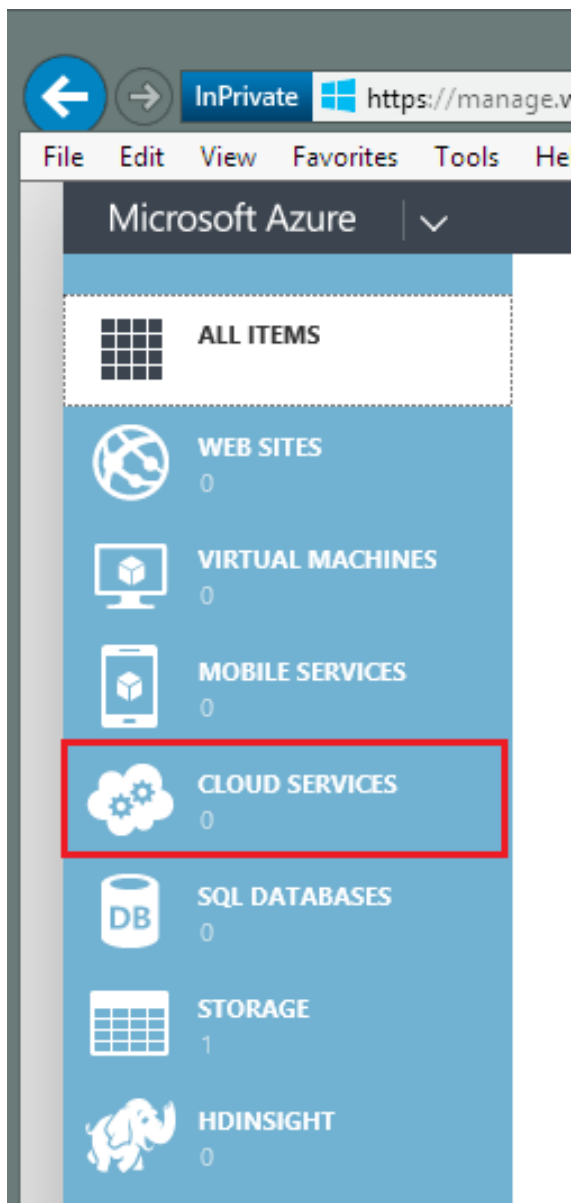 InPrivate https://manage.w
File Edit View Favorites Tools He
Microsoft Azure
ALL ITEMS
WEB SITES
0
VIRTUAL MACHINES
0
MOBILE SERVICES
0
CLOUD SERVICES
0
DB
SQL DATABASES
0
STORAGE
1
HDINSIGHT
0